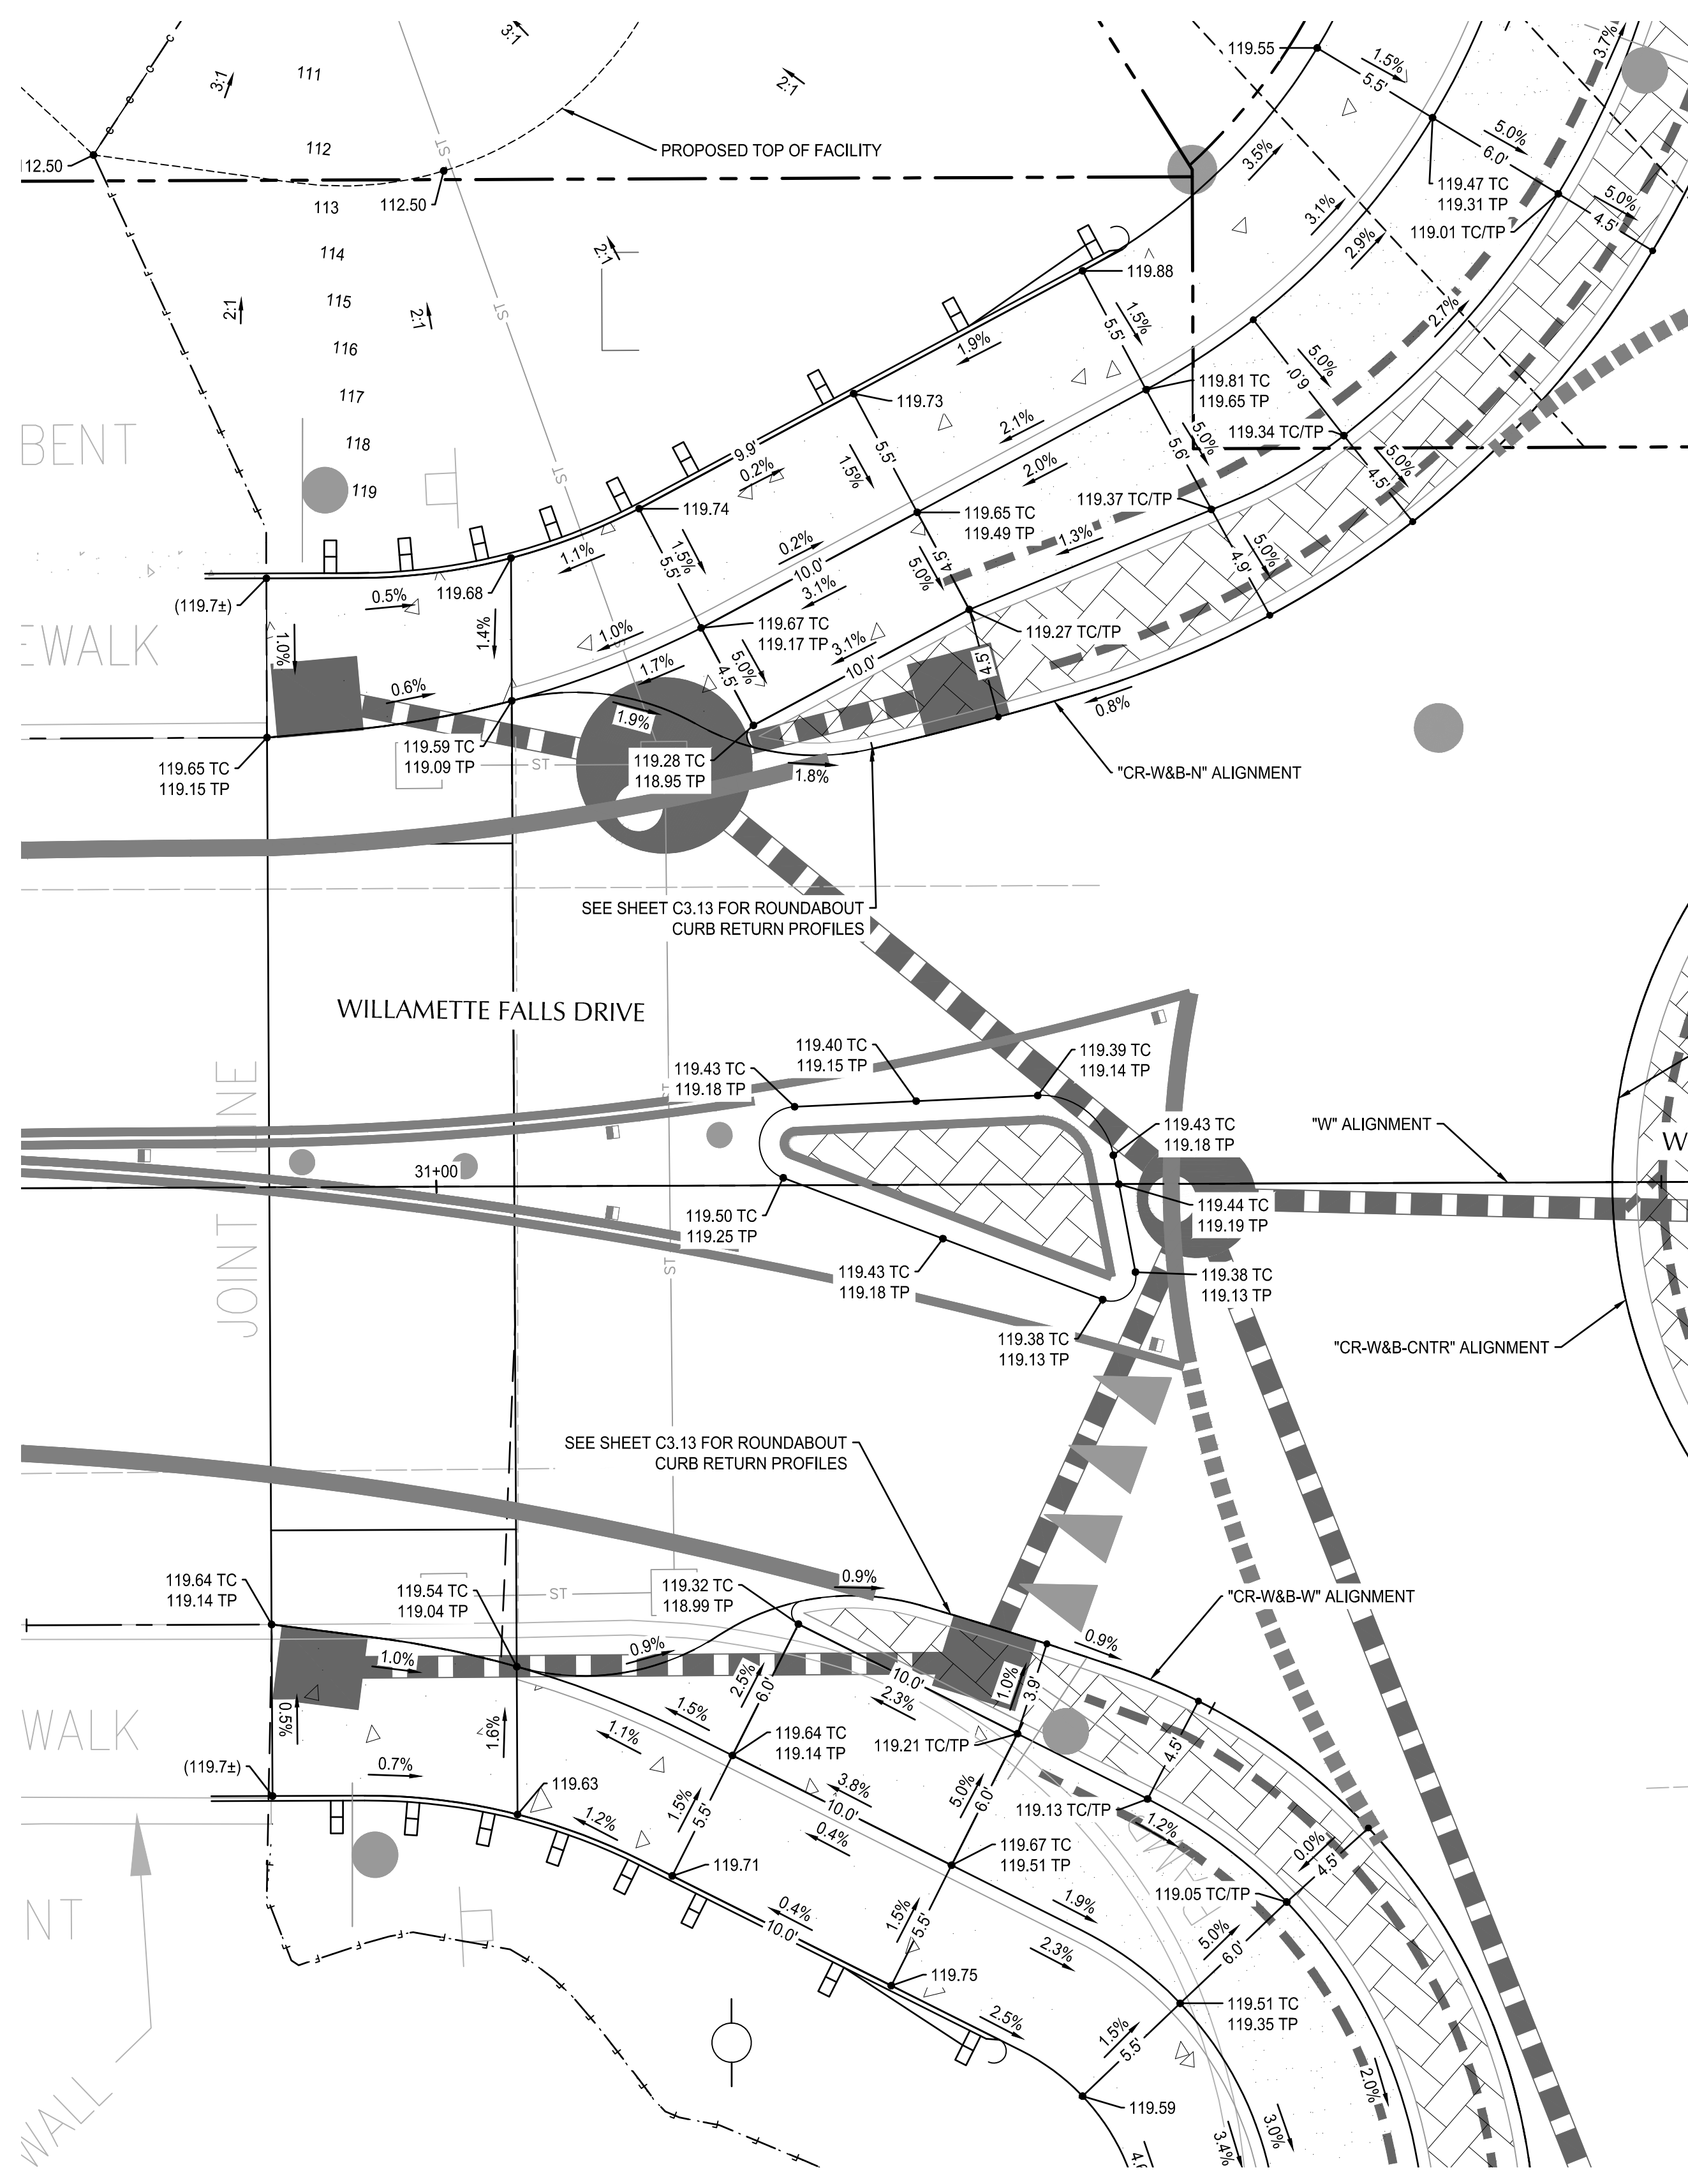 3:1
111
3:1
2:1
119.55
1.5%
5.5'
3.7%
112
PROPOSED TOP OF FACILITY
112.50
ST
5.0%
6.0'
3.5%
119.47 TC
119.31 TP
5.0%
4.5'
113
112.50
3.1%
119.01 TC/TP
2.9%
114
2:1
119.88
115
2:1
2:1
ST
116
1.5%
5.5'
1.9%
2.7%
5.0%
6.0'
117
119.81 TC
119.65 TP
119.73
BENT
118
9.9'
2.1%
119.34 TC/TP
5.0%
5.6'
119
ST
0.2%
5.5'
1.5%
2.0%
5.0%
4.5'
119.74
119.37 TC/TP
119.65 TC
119.49 TP
1.1%
1.5%
5.5'
0.2%
10.0'
1.3%
5.0%
4.9'
4.5'
5.0%
(119.7±)
0.5%
119.68
3.1%
1.0%
1.4%
1.0%
119.67 TC
119.17 TP
119.27 TC/TP
EWALK
3.1%
10.0'
4.5'
5.0%
4.5'
1.7%
0.6%
0.8%
1.9%
119.59 TC
119.09 TP
ST
119.28 TC
118.95 TP
119.65 TC
119.15 TP
1.8%
"CR-W&B-N" ALIGNMENT
SEE SHEET C3.13 FOR ROUNDABOUT
CURB RETURN PROFILES
WILLAMETTE FALLS DRIVE
JOINT LINE
119.40 TC
119.15 TP
119.39 TC
119.14 TP
119.43 TC
119.18 TP
ST
119.43 TC
119.18 TP
"W" ALIGNMENT
W
31+00
119.50 TC
119.25 TP
119.44 TC
119.19 TP
ST
119.43 TC
119.18 TP
119.38 TC
119.13 TP
119.38 TC
119.13 TP
"CR-W&B-CNTR" ALIGNMENT
SEE SHEET C3.13 FOR ROUNDABOUT
CURB RETURN PROFILES
119.64 TC
119.14 TP
119.54 TC
119.04 TP
ST
119.32 TC
118.99 TP
0.9%
"CR-W&B-W" ALIGNMENT
0.9%
0.9%
1.0%
2.5%
6.0'
10.0'
2.3%
1.0%
3.9'
0.5%
WALK
1.6%
1.5%
1.1%
119.64 TC
119.14 TP
119.21 TC/TP
4.5'
(119.7±)
0.7%
119.63
3.8%
10.0'
5.0%
6.0'
119.13 TC/TP
1.2%
1.2%
1.5%
5.5'
0.4%
0.0%
4.5'
119.71
119.67 TC
119.51 TP
119.05 TC/TP
NT
0.4%
10.0'
1.5%
5.5'
1.9%
5.0%
6.0'
2.3%
119.75
119.51 TC
119.35 TP
2.5%
1.5%
5.5'
2.0%
119.59
WALL
3.4%
3.0%